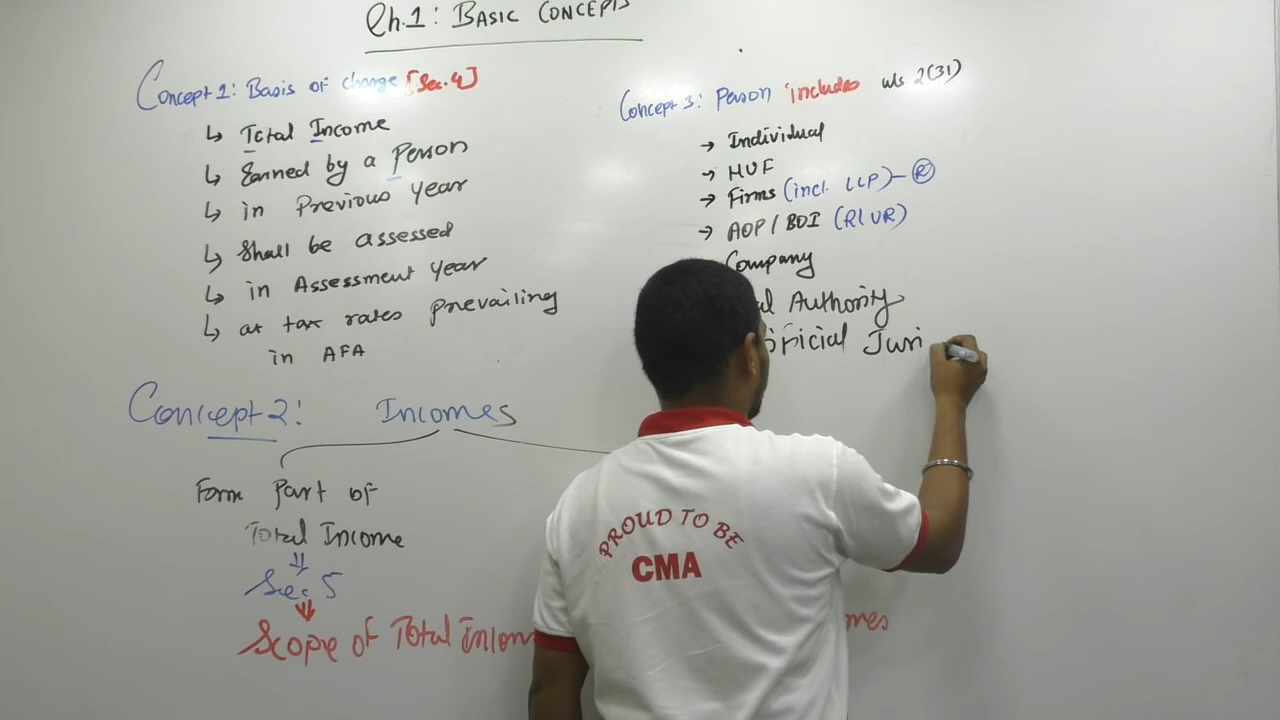 Ch.1: BASIC CONCEPTS
Concept 1: Basis of charge [Sec.4]
↳ Total Income
↳ Earned by a Person
↳ in Previous Year
↳ Shall be assessed
↳ in Assessment Year
↳ at tax rates prevailing
in AFA
Concept 2: Incomes
Form Part of
Total Income
Sec. 5
Scope of Total Incom
mes
Concept 3: Person includes u/s 2(31)
→ Individual
→ HUF
→ Firms (incl. LLP) – R
→ AOP / BOI (R/UR)
Company
al Authority
ificial Juri
PROUD TO BE
CMA